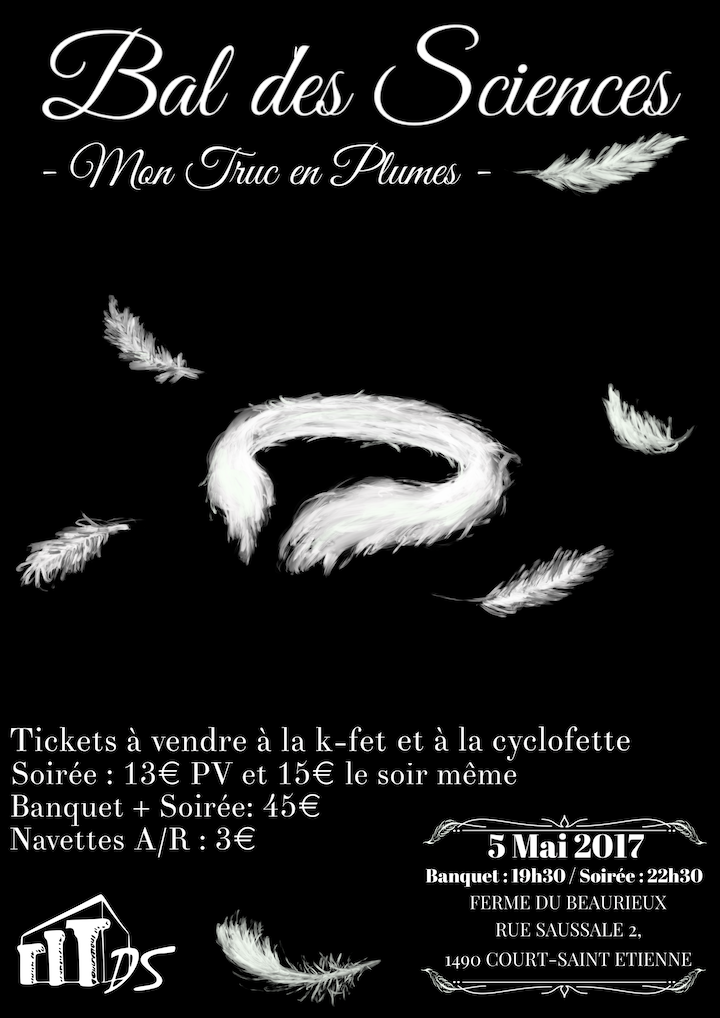 Bal des Sciences
- Mon Truc en Plumes -
Tickets à vendre à la k-fet et à la cyclofette
Soirée : 13€ PV et 15€ le soir même
Banquet + Soirée: 45€
Navettes A/R : 3€
5 Mai 2017
Banquet : 19h30 / Soirée : 22h30
FERME DU BEAURIEUX
RUE SAUSSALE 2,
1490 COURT-SAINT ETIENNE
DS